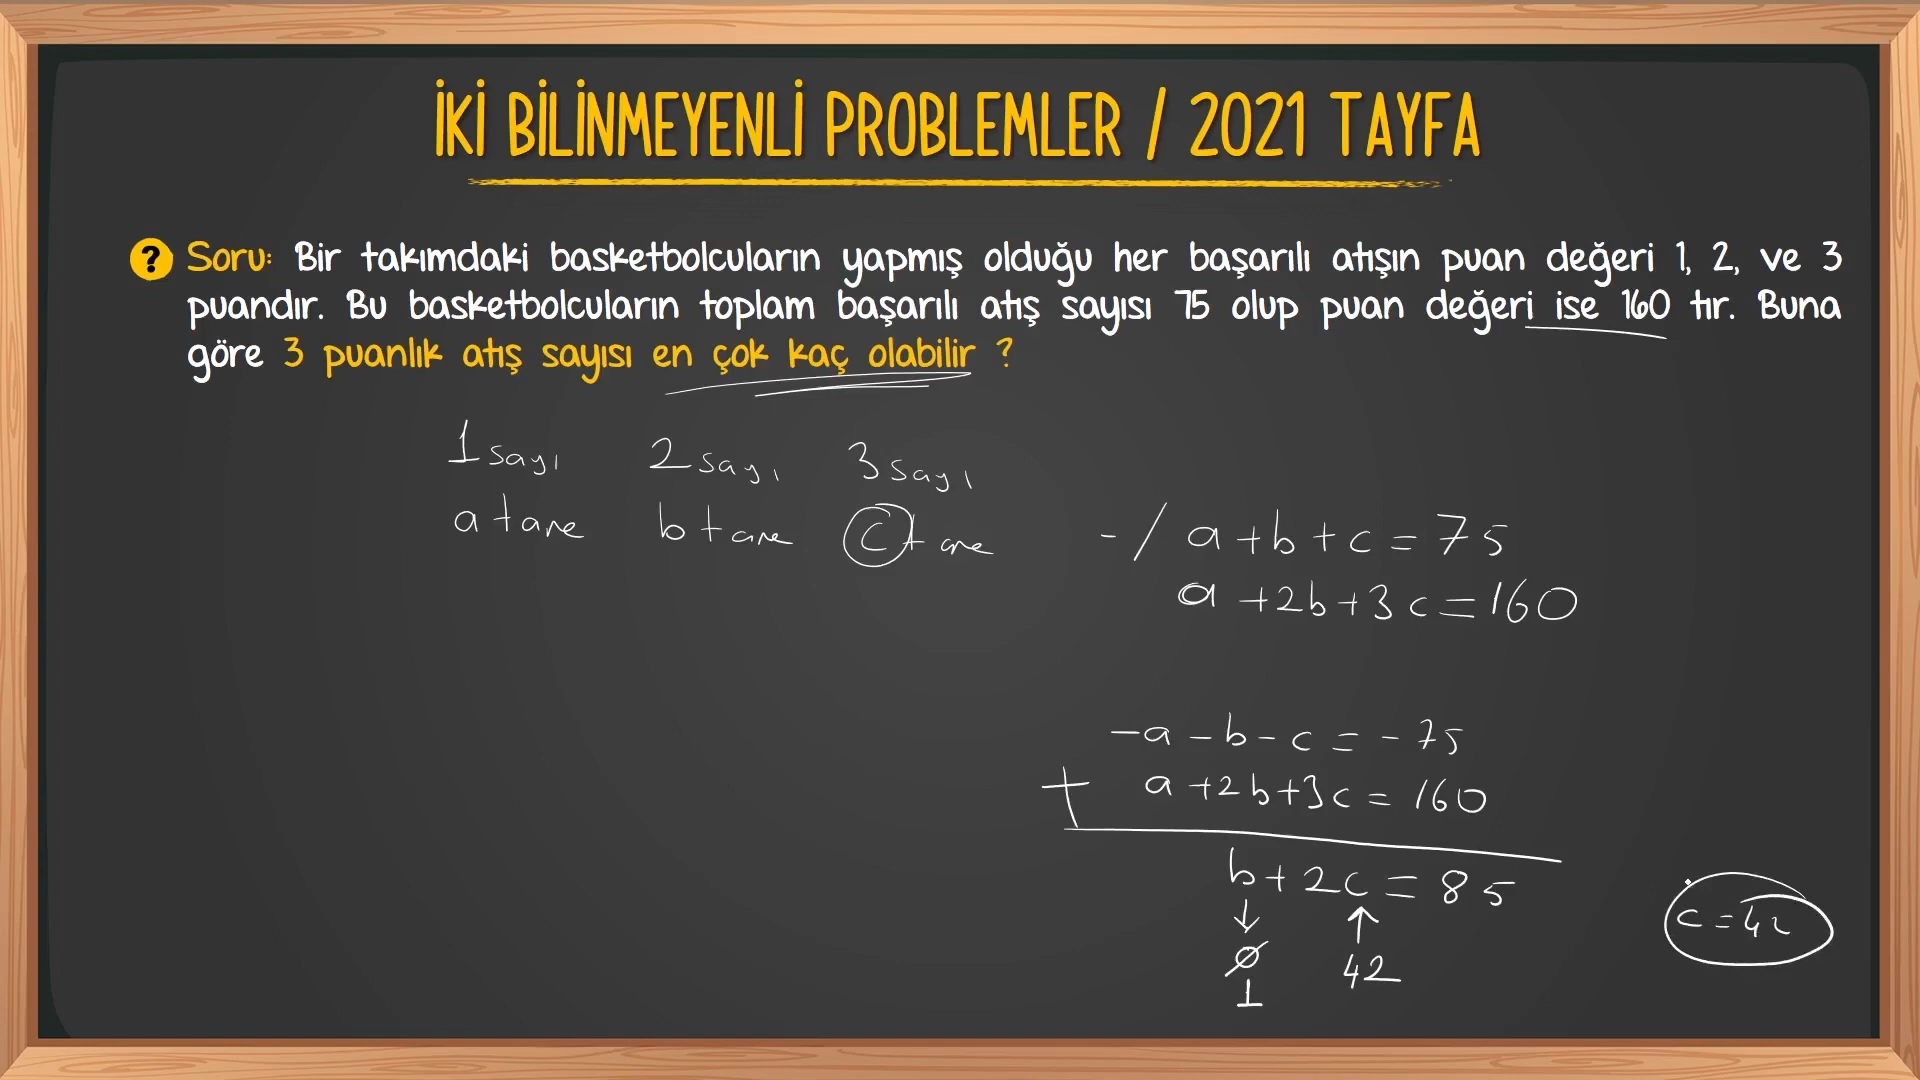 İKİ BİLİNMEYENLİ PROBLEMLER / 2021 TAYFA
? Soru: Bir takımdaki basketbolcuların yapmış olduğu her başarılı atışın puan değeri 1, 2, ve 3
puandır. Bu basketbolcuların toplam başarılı atış sayısı 75 olup puan değeri ise 160 tır. Buna
göre 3 puanlık atış sayısı en çok kaç olabilir ?
1 sayı 2 sayı 3 sayı
a tane b tane c tane
- / a + b + c = 75
a + 2b + 3c = 160
-a - b - c = - 75
+ a + 2b + 3c = 160
b + 2c = 85
c = 42
↓ ↑
0 42
1